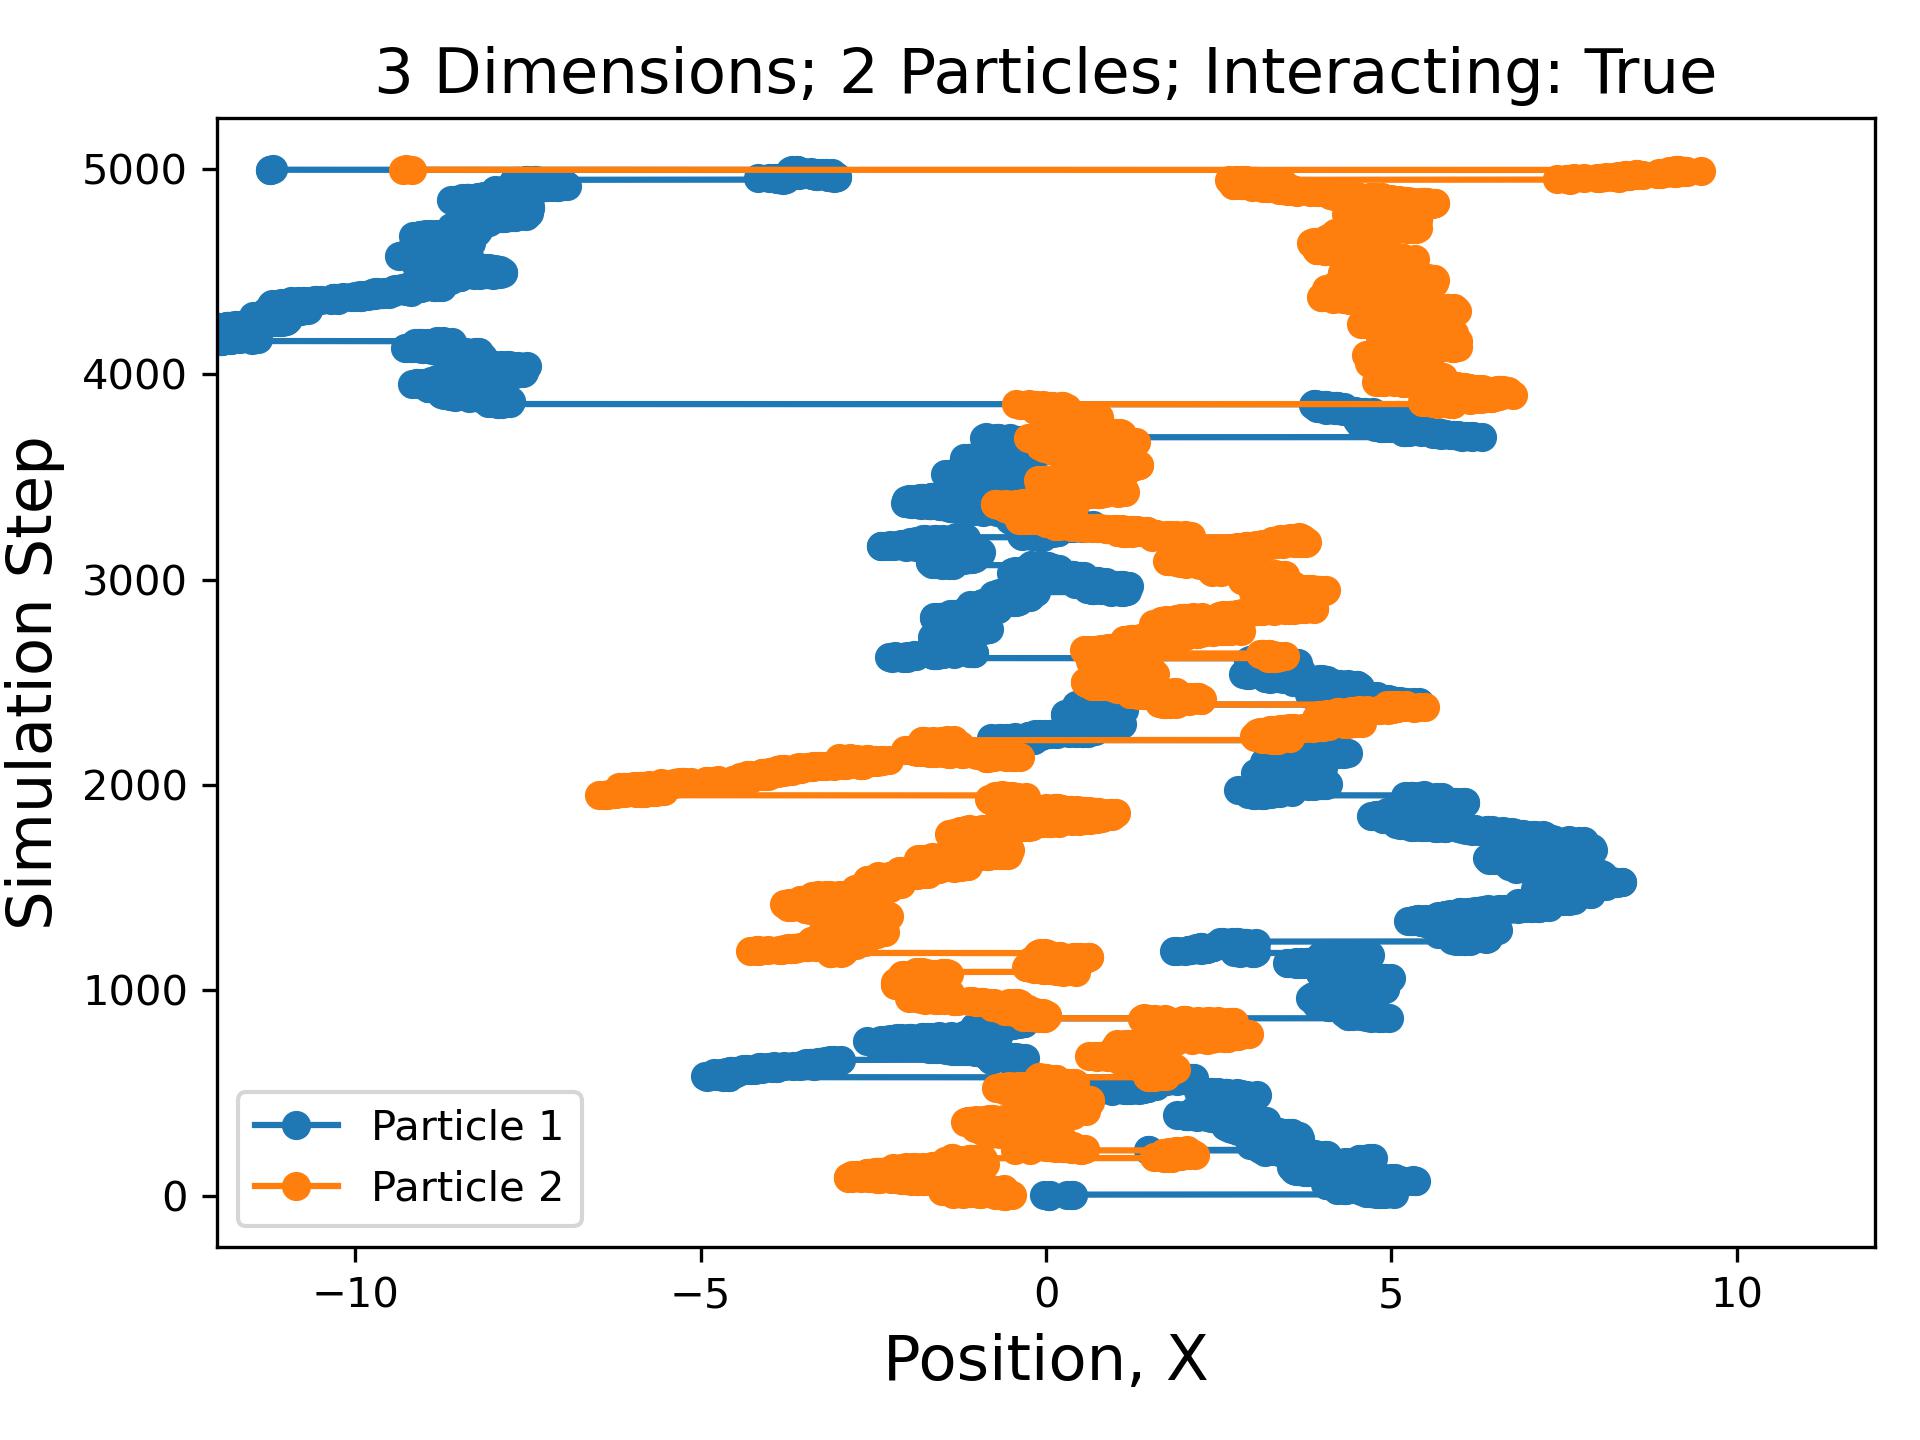 3 Dimensions; 2 Particles; Interacting: True
Simulation Step
5000
4000
3000
2000
1000
0
Particle 1
Particle 2
−10
−5
0
5
10
Position, X